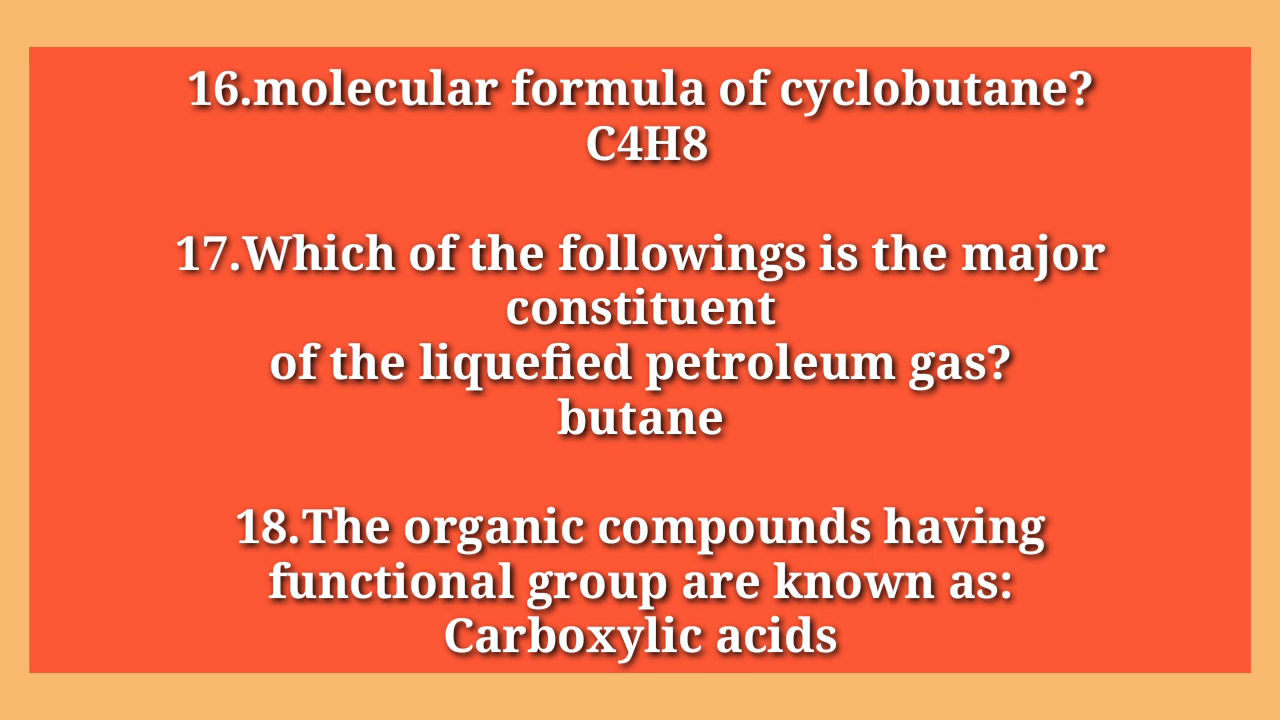 16.molecular formula of cyclobutane?
C4H8
17.Which of the followings is the major
constituent
of the liquefied petroleum gas?
butane
18.The organic compounds having
functional group are known as:
Carboxylic acids